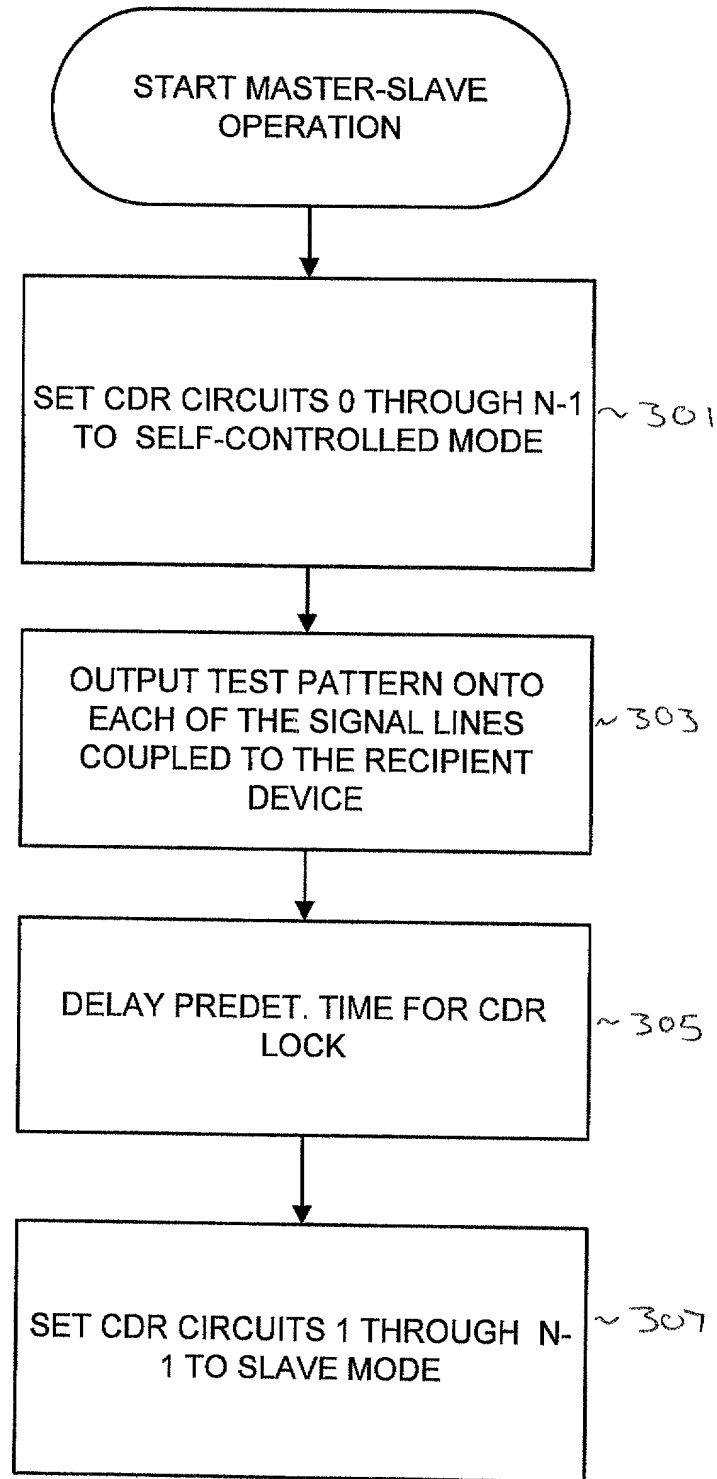 START MASTER-SLAVE
OPERATION
SET CDR CIRCUITS 0 THROUGH N-1
TO SELF-CONTROLLED MODE
~ 301
OUTPUT TEST PATTERN ONTO
EACH OF THE SIGNAL LINES
COUPLED TO THE RECIPIENT
DEVICE
~ 303
DELAY PREDET. TIME FOR CDR
LOCK
~ 305
SET CDR CIRCUITS 1 THROUGH N-
1 TO SLAVE MODE
~ 307